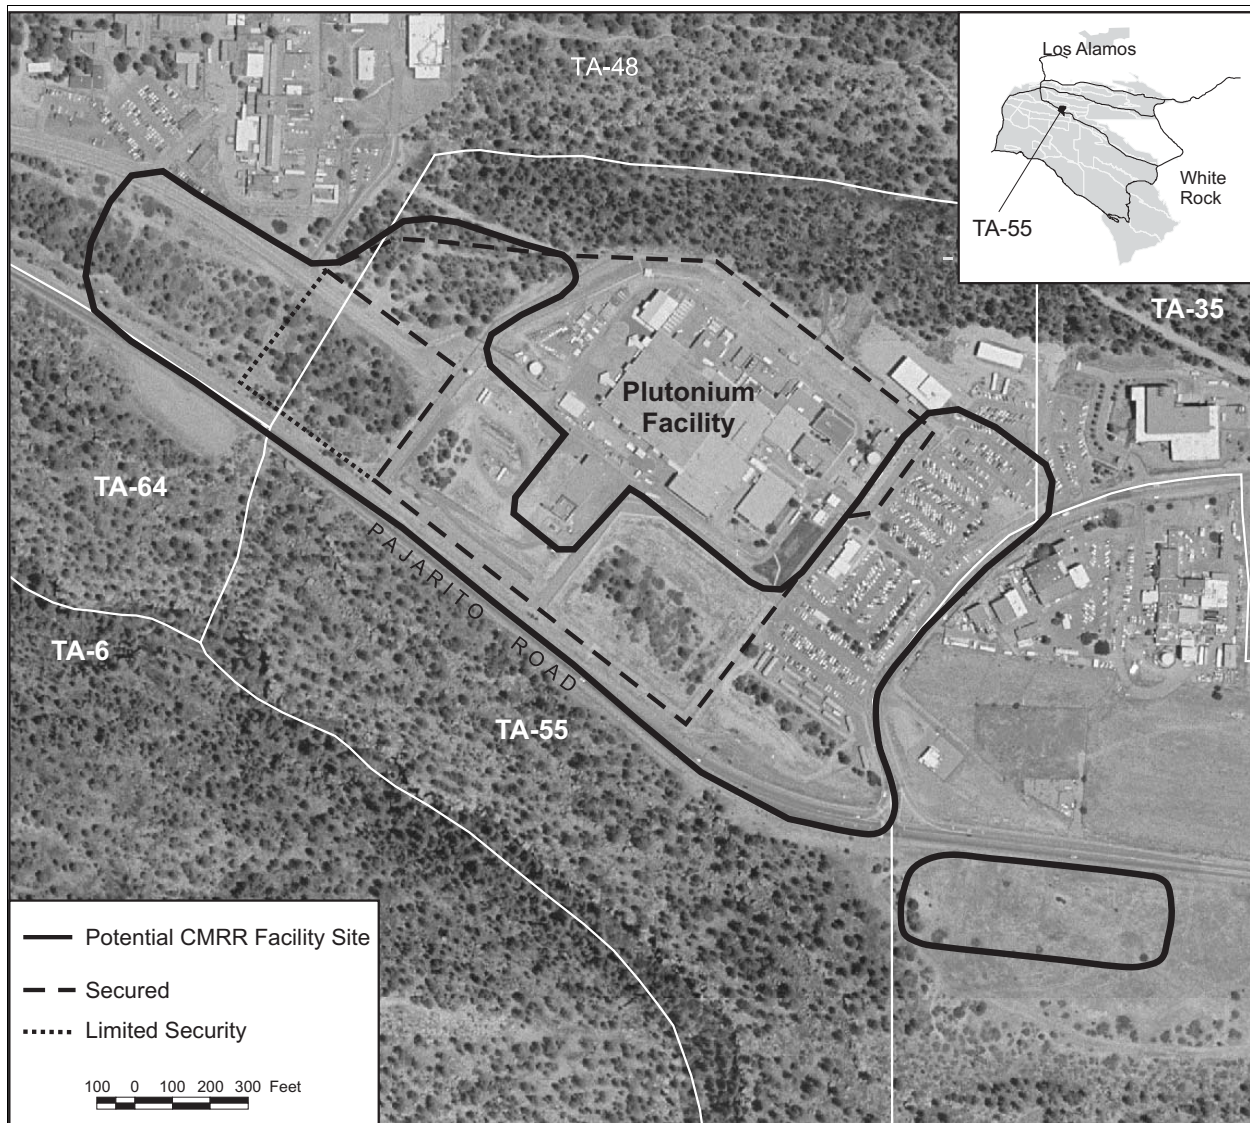 TA-48
Los Alamos
White
Rock
TA-55
TA-35
Plutonium
Facility
TA-64
PAJARITO ROAD
TA-6
TA-55
Potential CMRR Facility Site
Secured
Limited Security
100 0 100 200 300 Feet